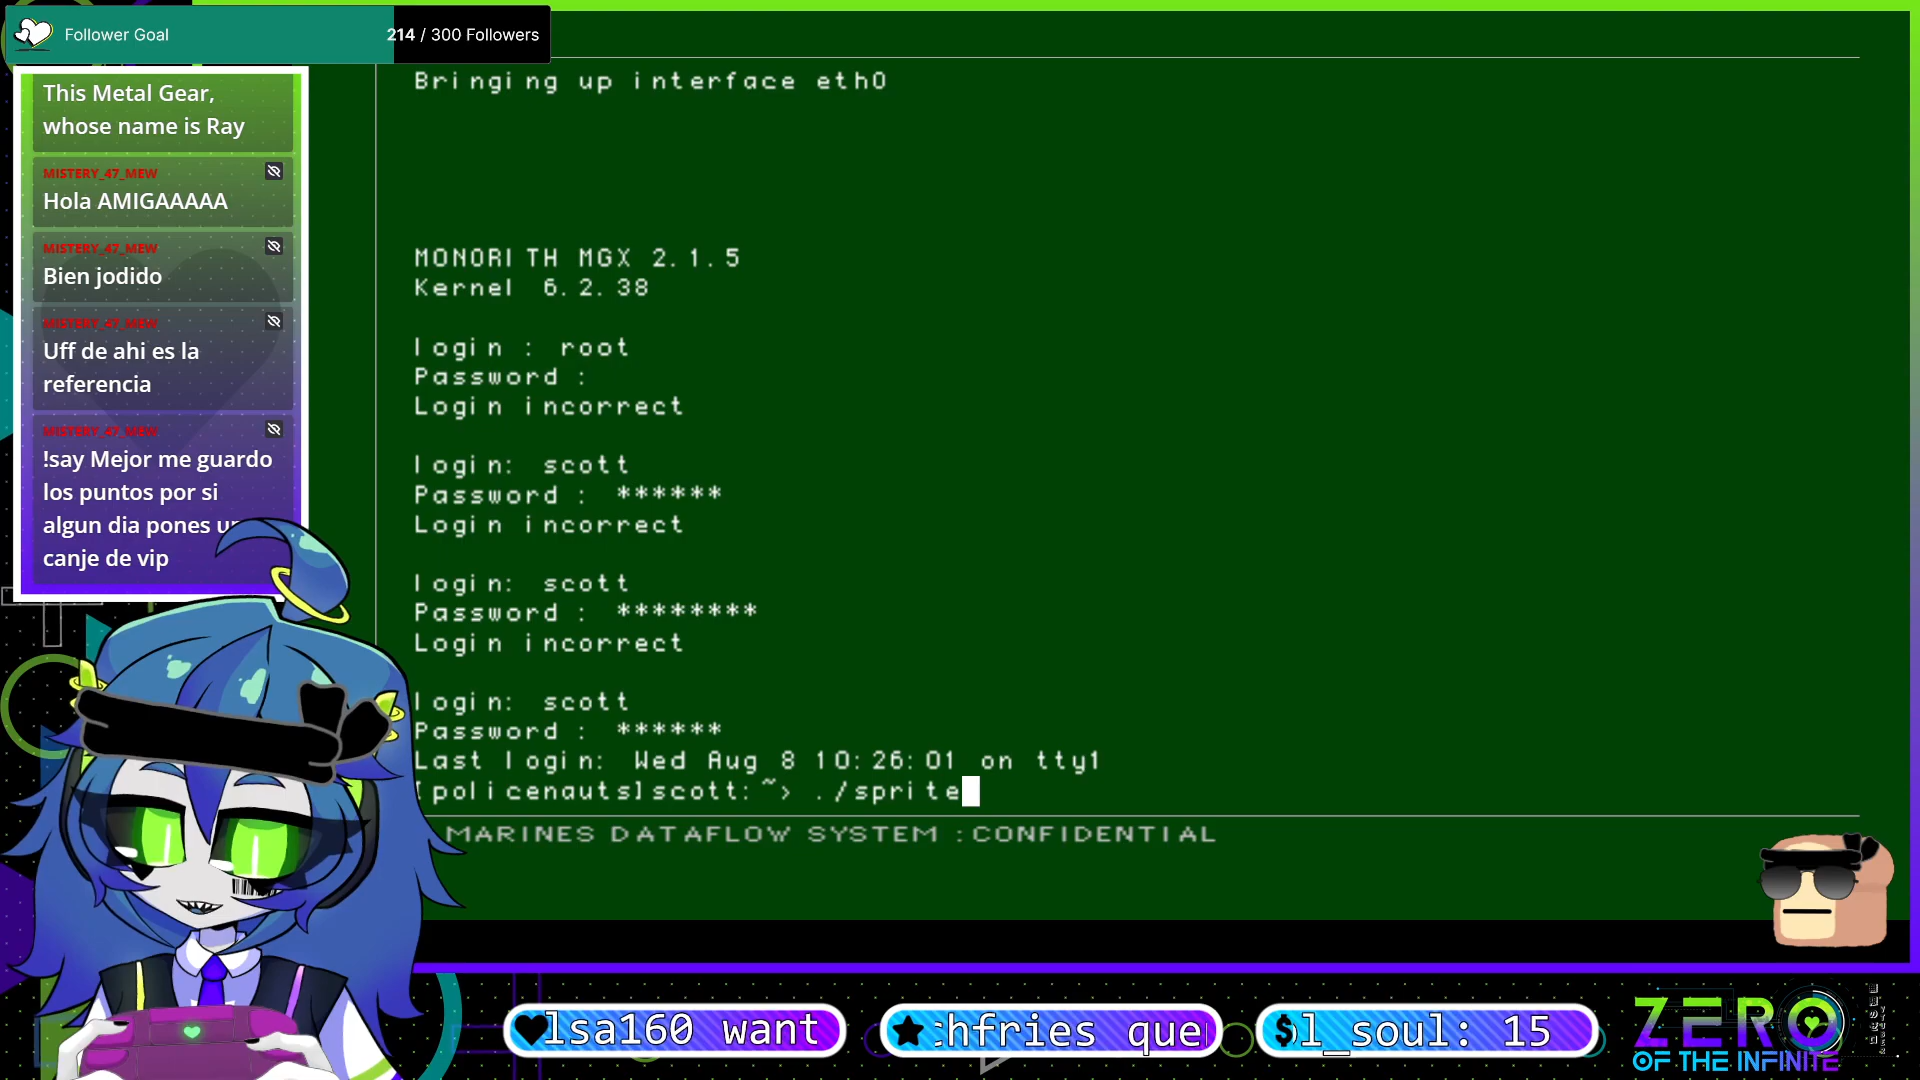 Follower Goal
214 / 300 Followers
This Metal Gear,
whose name is Ray
MISTERY_47_MEW
Hola AMIGAAAAA
MISTERY_47_MEW
Bien jodido
MISTERY_47_MEW
Uff de ahi es la
referencia
MISTERY_47_MEW
!say Mejor me guardo
los puntos por si
algun dia pones un
canje de vip
Bringing up interface eth0
MONORITH MGX 2.1.5
Kernel 6.2.38
login : root
Password :
Login incorrect
login: scott
Password : ******
Login incorrect
login: scott
Password : ********
Login incorrect
login: scott
Password : ******
Last login: Wed Aug 8 10:26:01 on tty1
[policenauts]scott:~> ./sprite
MARINES DATAFLOW SYSTEM :CONFIDENTIAL
lsa160 want
chfries que
l_soul: 15
ZERO
OF THE INFINITE